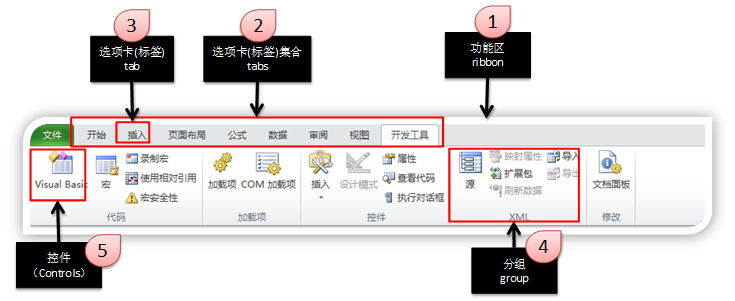 3
2
1
选项卡(标签)
tab
选项卡(标签)集合
tabs
功能区
ribbon
文件
开始
插入
页面布局
公式
数据
审阅
视图
开发工具
Visual Basic
宏
录制宏
使用相对引用
宏安全性
代码
加载项
COM 加载项
加载项
插入
设计模式
属性
查看代码
执行对话框
控件
源
映射属性
扩展包
刷新数据
导入
导出
XML
文档面板
修改
5
控件
(Controls)
4
分组
group